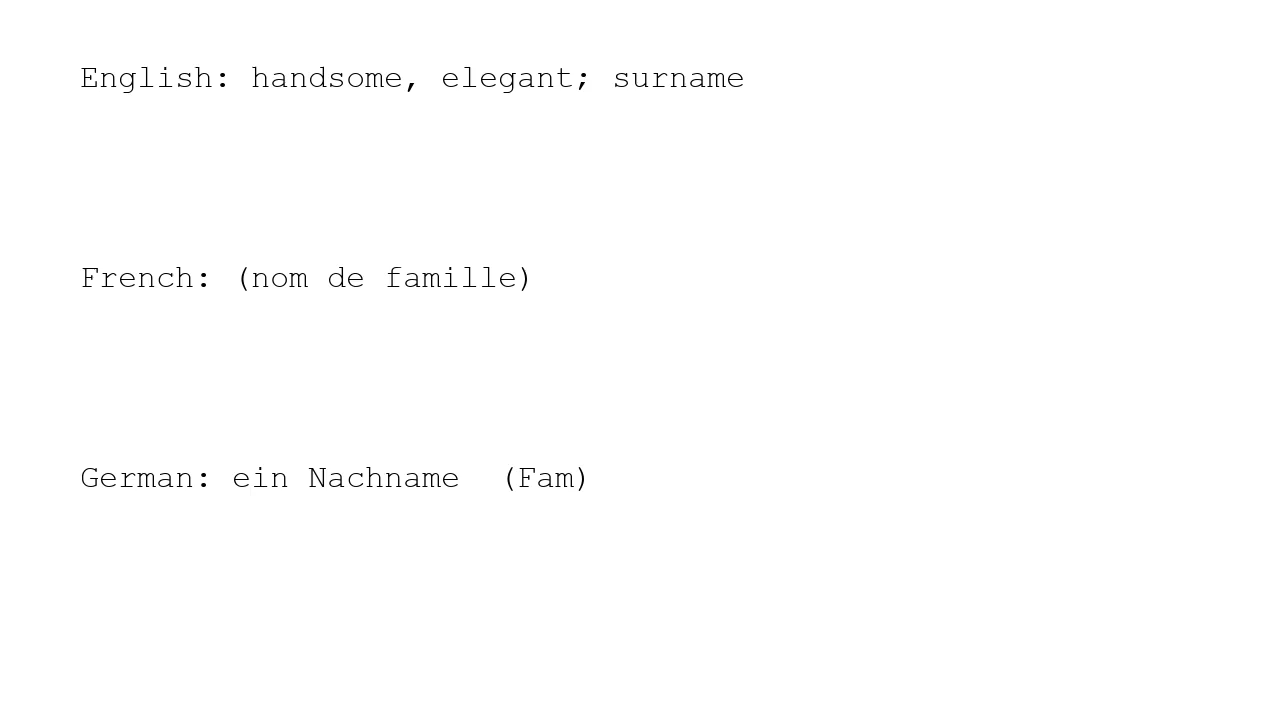 English: handsome, elegant; surname
French: (nom de famille)
German: ein Nachname  (Fam)